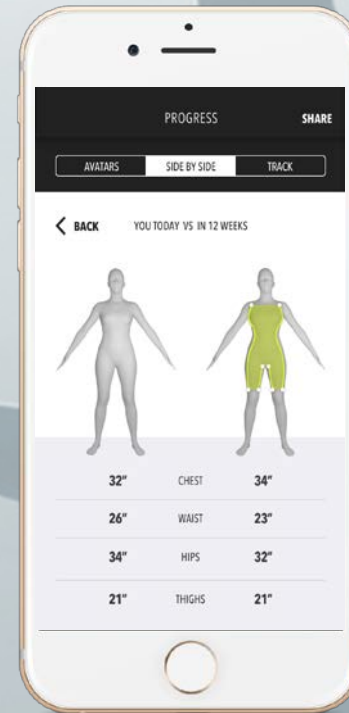 PROGRESS SHARE
AVATARS SIDE BY SIDE TRACK
BACK YOU TODAY VS IN 12 WEEKS
32" CHEST 34"
26" WAIST 23"
34" HIPS 32"
21" THIGHS 21"